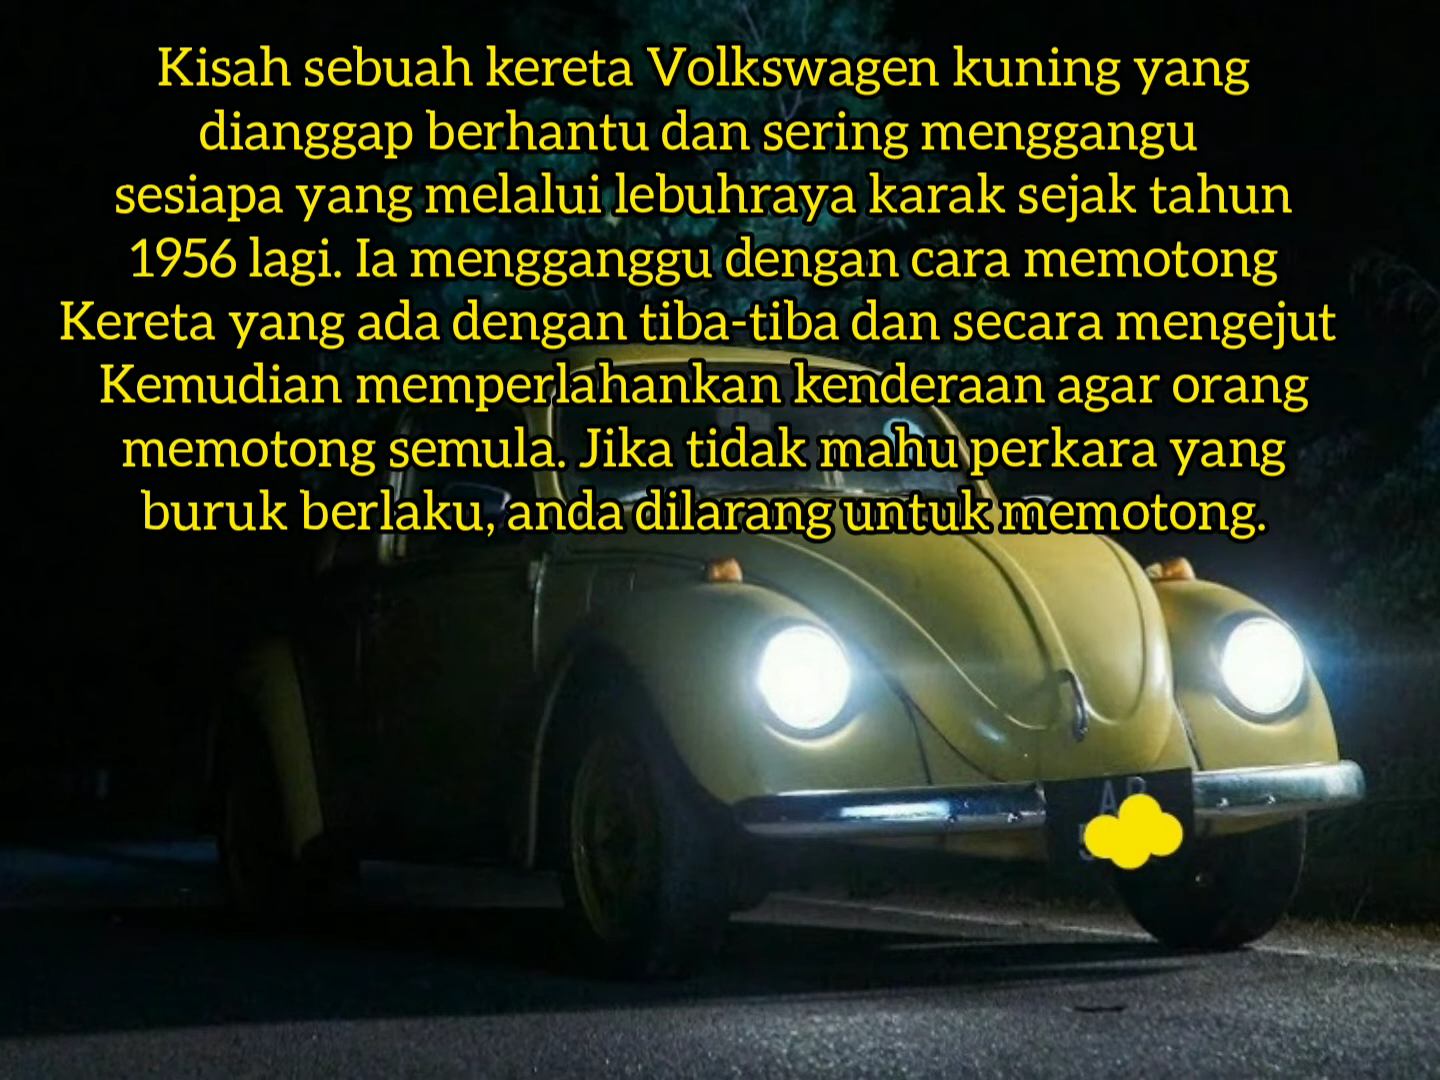 Kisah sebuah kereta Volkswagen kuning yang
dianggap berhantu dan sering menggangu
sesiapa yang melalui lebuhraya karak sejak tahun
1956 lagi. Ia mengganggu dengan cara memotong
Kereta yang ada dengan tiba-tiba dan secara mengejut
Kemudian memperlahankan kenderaan agar orang
memotong semula. Jika tidak mahu perkara yang
buruk berlaku, anda dilarang untuk memotong.